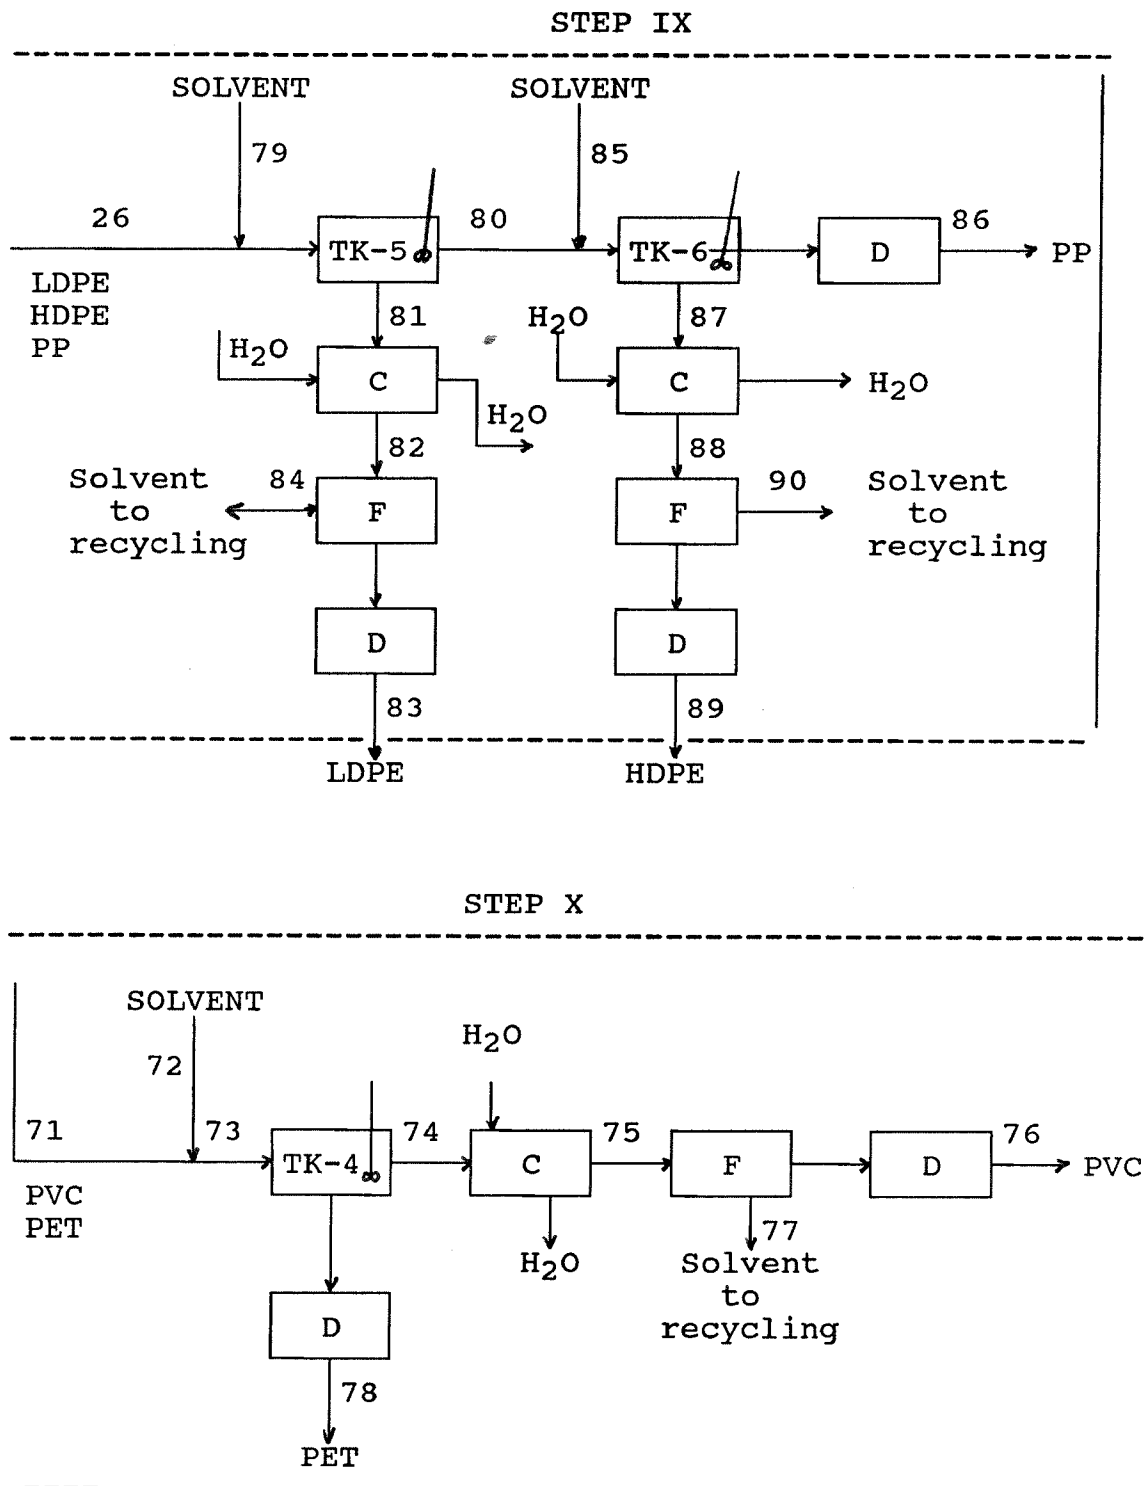 STEP IX
SOLVENT
SOLVENT
79
85
26
80
86
TK-5
TK-6
D
PP
LDPE
HDPE
PP
81
H2O
87
H2O
C
C
H2O
H2O
82
88
Solvent
to
recycling
84
F
F
90
Solvent
to
recycling
D
D
83
89
LDPE
HDPE
STEP X
SOLVENT
H2O
72
71
73
74
75
76
TK-4
C
F
D
PVC
PVC
PET
77
H2O
Solvent
to
recycling
D
78
PET